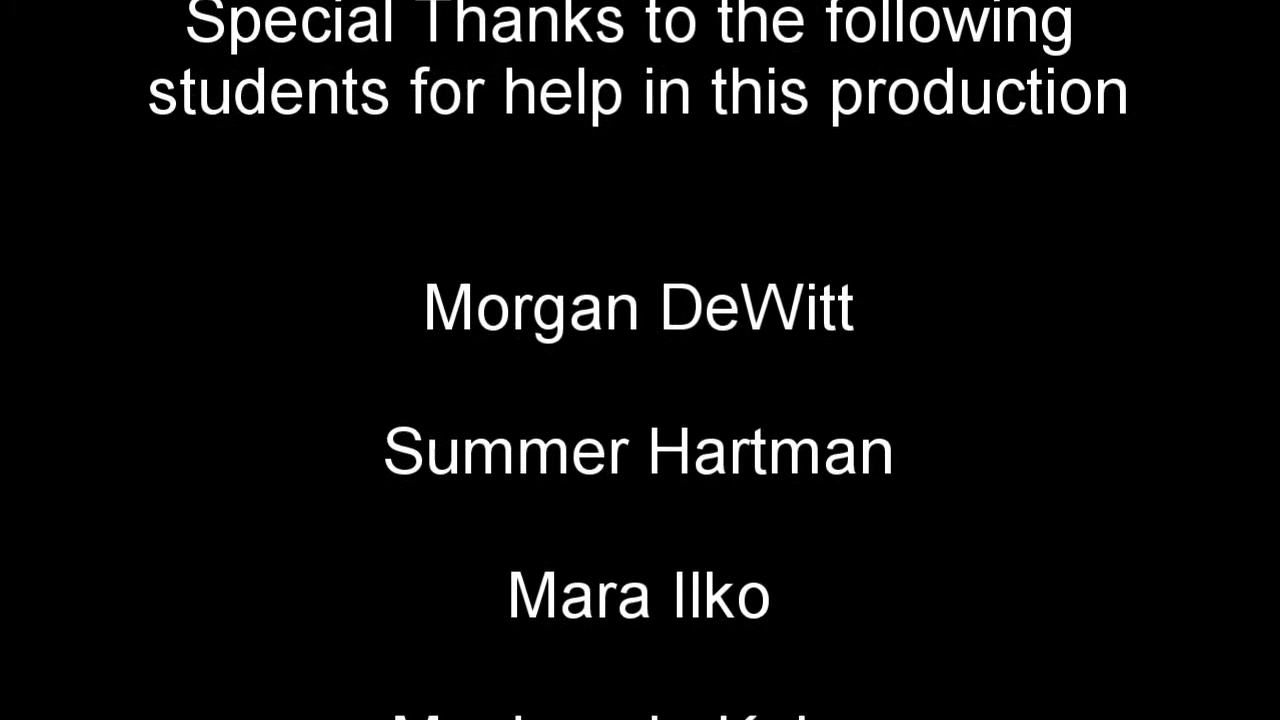 Special Thanks to the following
students for help in this production
Morgan DeWitt
Summer Hartman
Mara Ilko